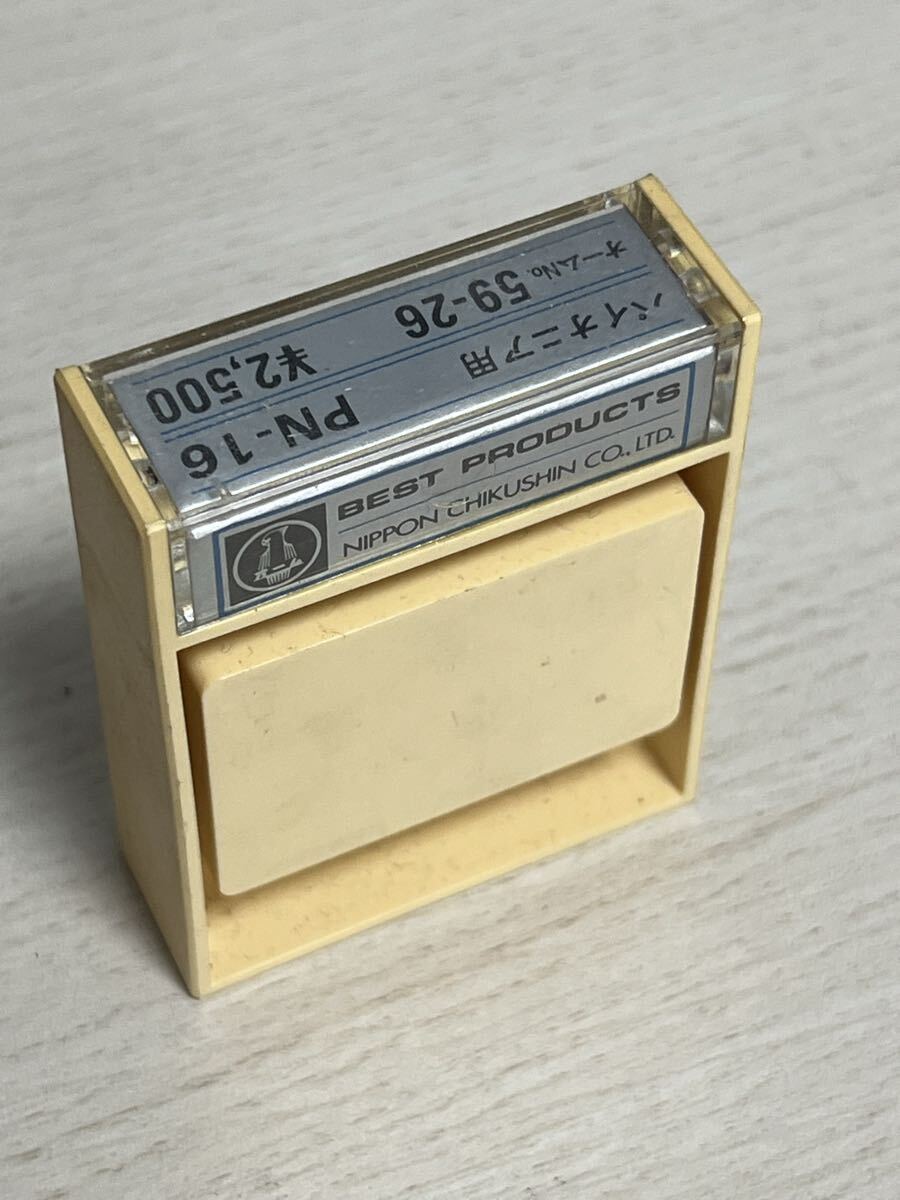 オームNo. 59-26 ¥2,500
パイオニア用 PN-16
BEST PRODUCTS
NIPPON CHIKUSHIN CO., LTD.